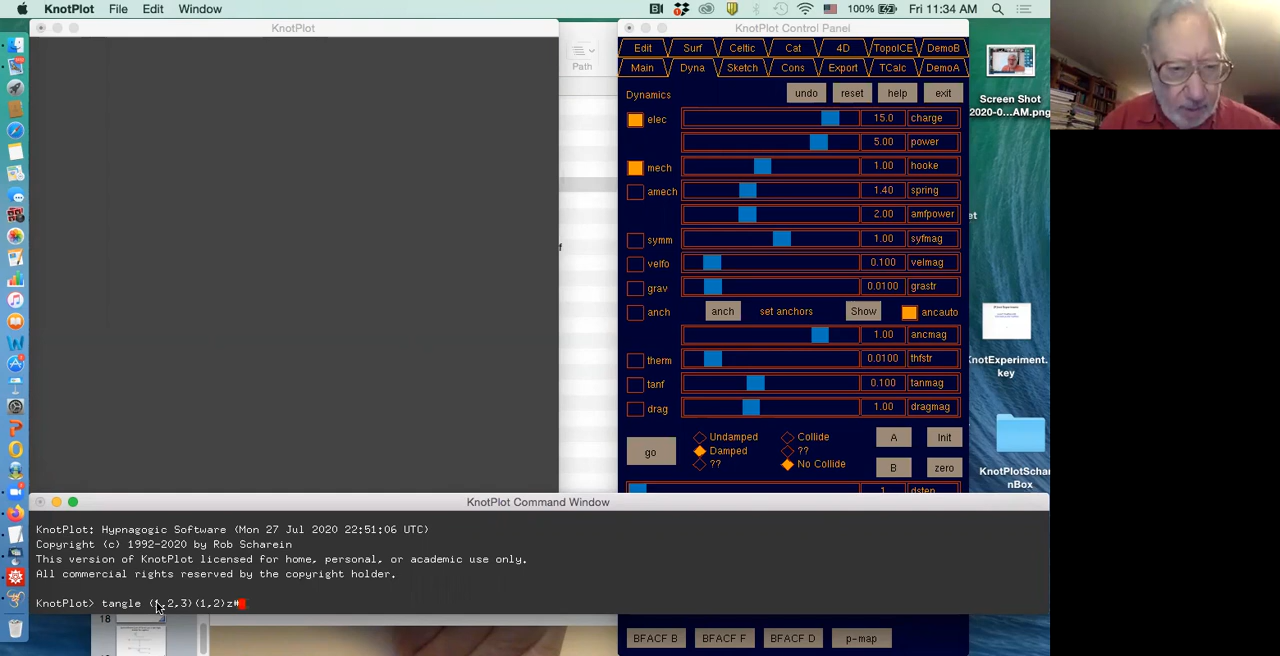 KnotPlot File Edit Window
100% Fri 11:34 AM
KnotPlot
Path
KnotPlot Control Panel
Edit Surf Celtic Cat 4D TopoICE DemoB
Main Dyna Sketch Cons Export TCalc DemoA
Dynamics undo reset help exit
elec 15.0 charge
5.00 power
mech 1.00 hooke
amech 1.40 spring
2.00 amfpower
symm 1.00 syfmag
velfo 0.100 velmag
grav 0.0100 grastr
anch anch set anchors Show ancauto
1.00 ancmag
therm 0.0100 thfstr
tanf 0.100 tanmag
drag 1.00 dragmag
go
Undamped Collide A Init
Damped ??
?? No Collide B zero
1 dsten
Screen Shot
2020-0...AM.png
et
f
KnotExperiment.
key
KnotPlotSchar
nBox
KnotPlot Command Window
KnotPlot: Hypnagogic Software (Mon 27 Jul 2020 22:51:06 UTC)
Copyright (c) 1992-2020 by Rob Scharein
This version of KnotPlot licensed for home, personal, or academic use only.
All commercial rights reserved by the copyright holder.
KnotPlot> tangle (1,2,3)(1,2)z#
18
BFACF B BFACF F BFACF D p-map